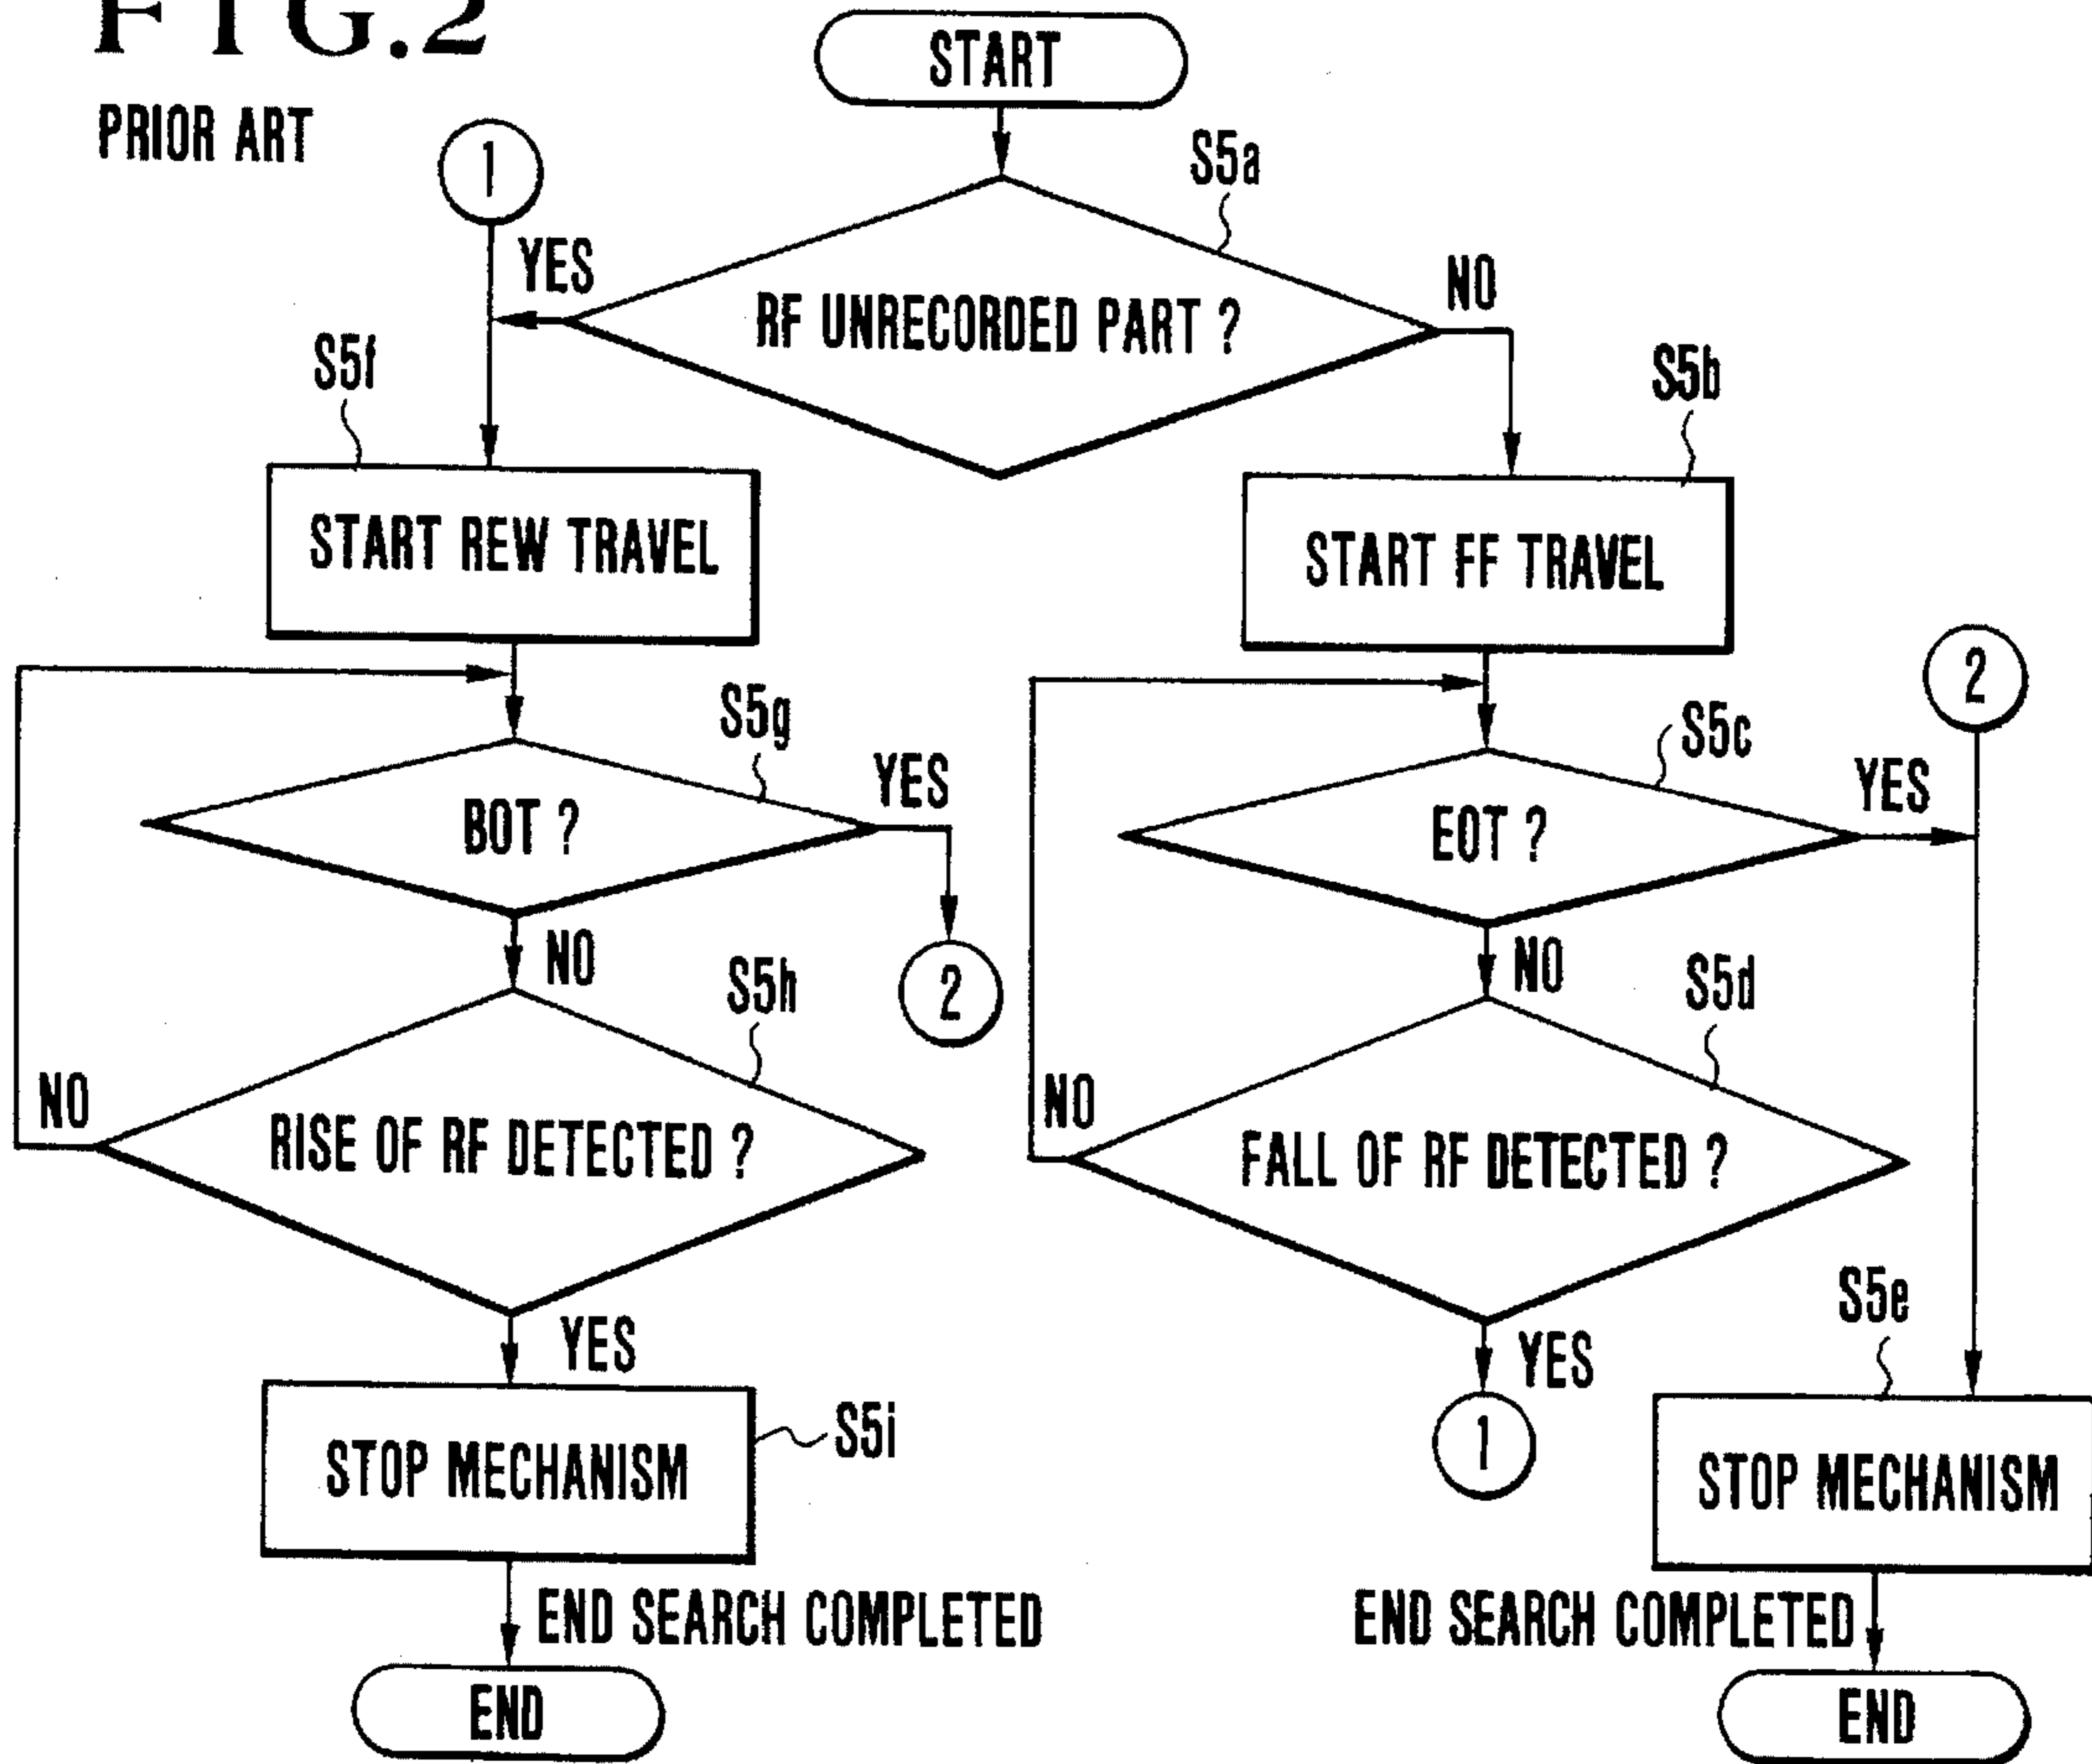 FIG.2
PRIOR ART
START
1
S5a
YES
RF UNRECORDED PART ?
NO
S5f
S5b
START REW TRAVEL
START FF TRAVEL
2
S5g
S5c
BOT ?
YES
EOT ?
YES
NO
2
NO
S5h
S5d
NO
RISE OF RF DETECTED ?
NO
FALL OF RF DETECTED ?
YES
YES
S5e
STOP MECHANISM
S5i
1
STOP MECHANISM
END SEARCH COMPLETED
END SEARCH COMPLETED
END
END